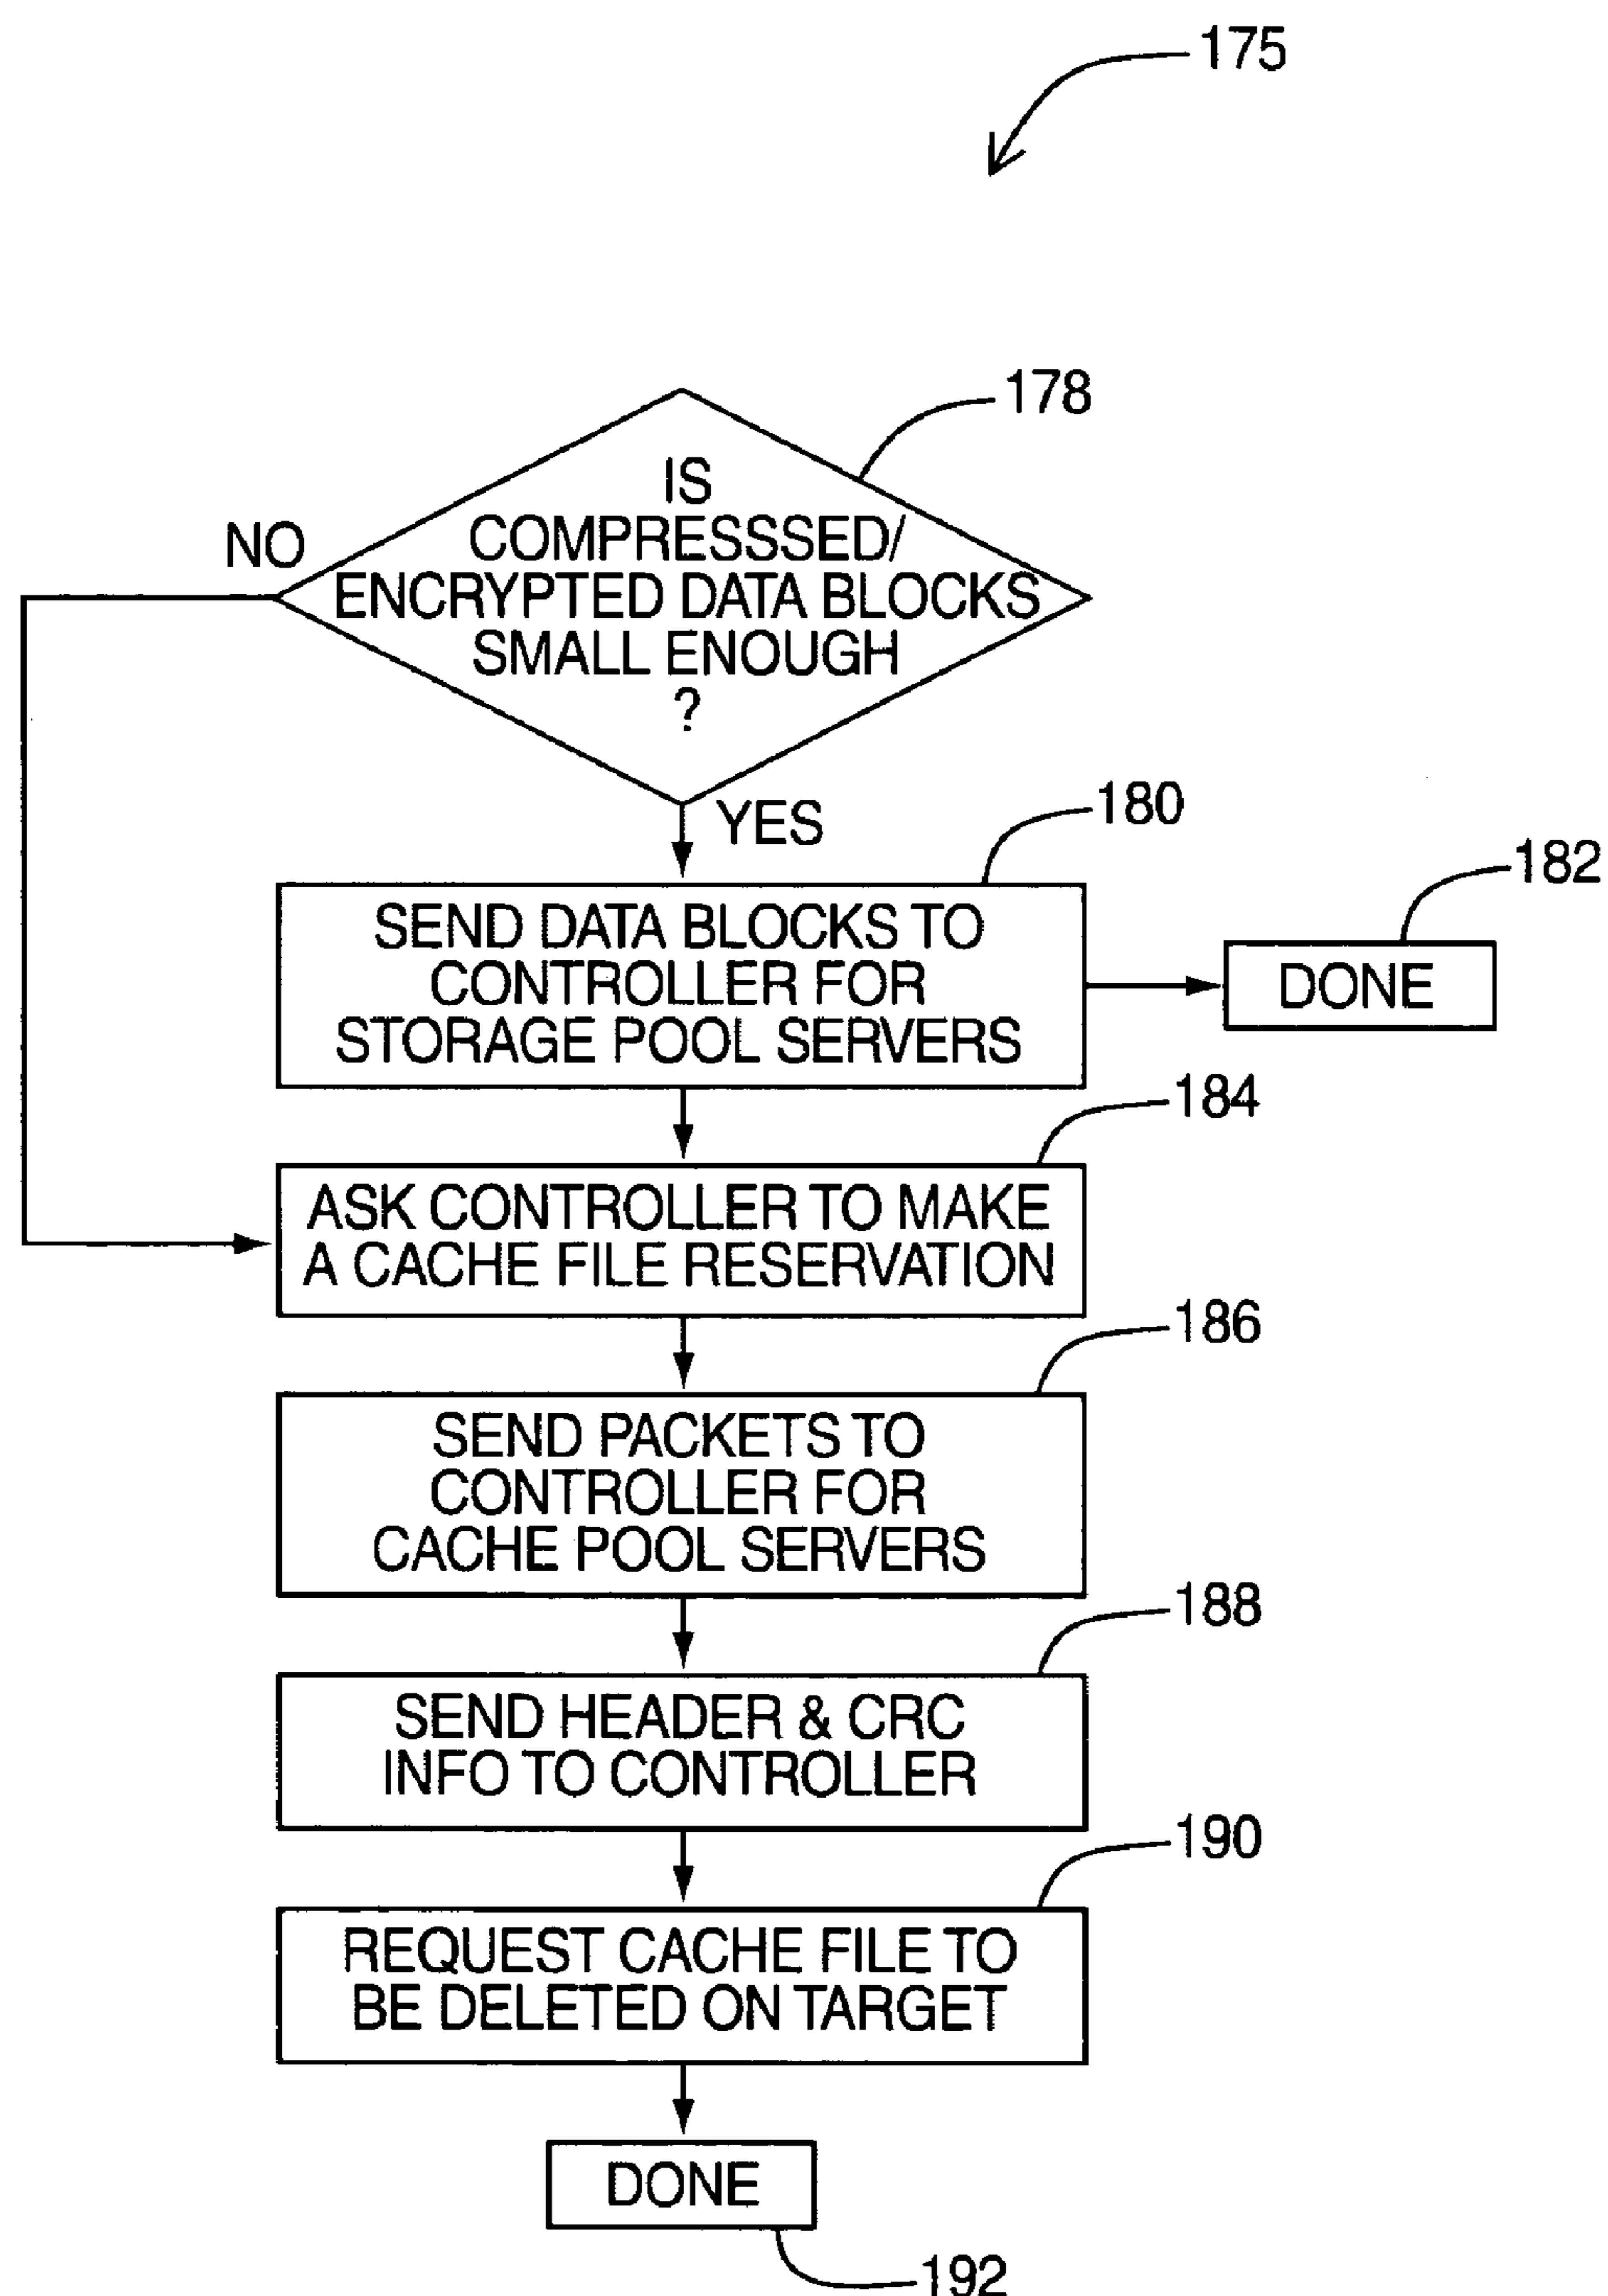 175
178
IS
COMPRESSSED/
ENCRYPTED DATA BLOCKS
SMALL ENOUGH
?
NO
YES
180
SEND DATA BLOCKS TO
CONTROLLER FOR
STORAGE POOL SERVERS
182
DONE
184
ASK CONTROLLER TO MAKE
A CACHE FILE RESERVATION
186
SEND PACKETS TO
CONTROLLER FOR
CACHE POOL SERVERS
188
SEND HEADER & CRC
INFO TO CONTROLLER
190
REQUEST CACHE FILE TO
BE DELETED ON TARGET
DONE
192